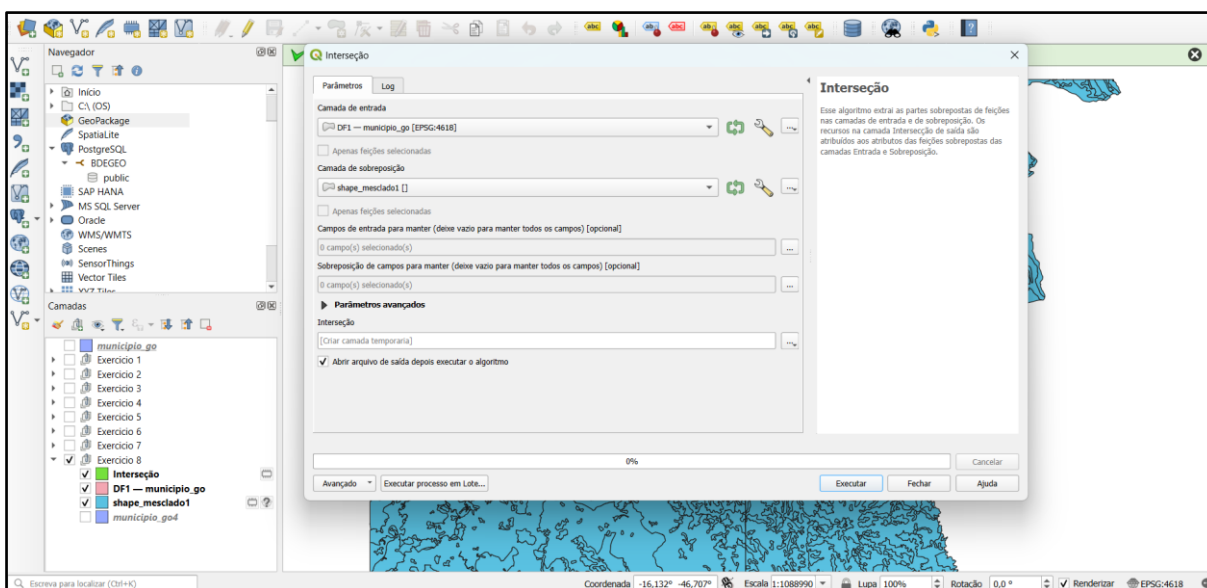 Navegador
Início
C:\ (OS)
GeoPackage
SpatiaLite
PostgreSQL
BDEGEO
public
SAP HANA
MS SQL Server
Oracle
WMS/WMTS
Scenes
SensorThings
Vector Tiles
XYZ Tiles
Camadas
municipio_go
Exercicio 1
Exercicio 2
Exercicio 3
Exercicio 4
Exercicio 5
Exercicio 6
Exercicio 7
Exercicio 8
Interseção
DF1 — municipio_go
shape_mesclado1
municipio_go4
Interseção
Parâmetros Log
Camada de entrada
DF1 — municipio_go [EPSG:4618]
Apenas feições selecionadas
Camada de sobreposição
shape_mesclado1 []
Apenas feições selecionadas
Campos de entrada para manter (deixe vazio para manter todos os campos) [opcional]
0 campo(s) selecionado(s)
Sobreposição de campos para manter (deixe vazio para manter todos os campos) [opcional]
0 campo(s) selecionado(s)
Parâmetros avançados
Interseção
[Criar camada temporaria]
Abrir arquivo de saída depois executar o algoritmo
0%
Cancelar
Avançado Executar processo em Lote... Executar Fechar Ajuda
Interseção
Esse algoritmo extrai as partes sobrepostas de feições
nas camadas de entrada e de sobreposição. Os
recursos na camada Intersecção de saída são
atribuídos aos atributos das feições sobrepostas das
camadas Entrada e Sobreposição.
Escreva para localizar (Ctrl+K) Coordenada -16,132° -46,707° Escala 1:1088990 Lupa 100% Rotação 0,0 ° Renderizar EPSG:4618